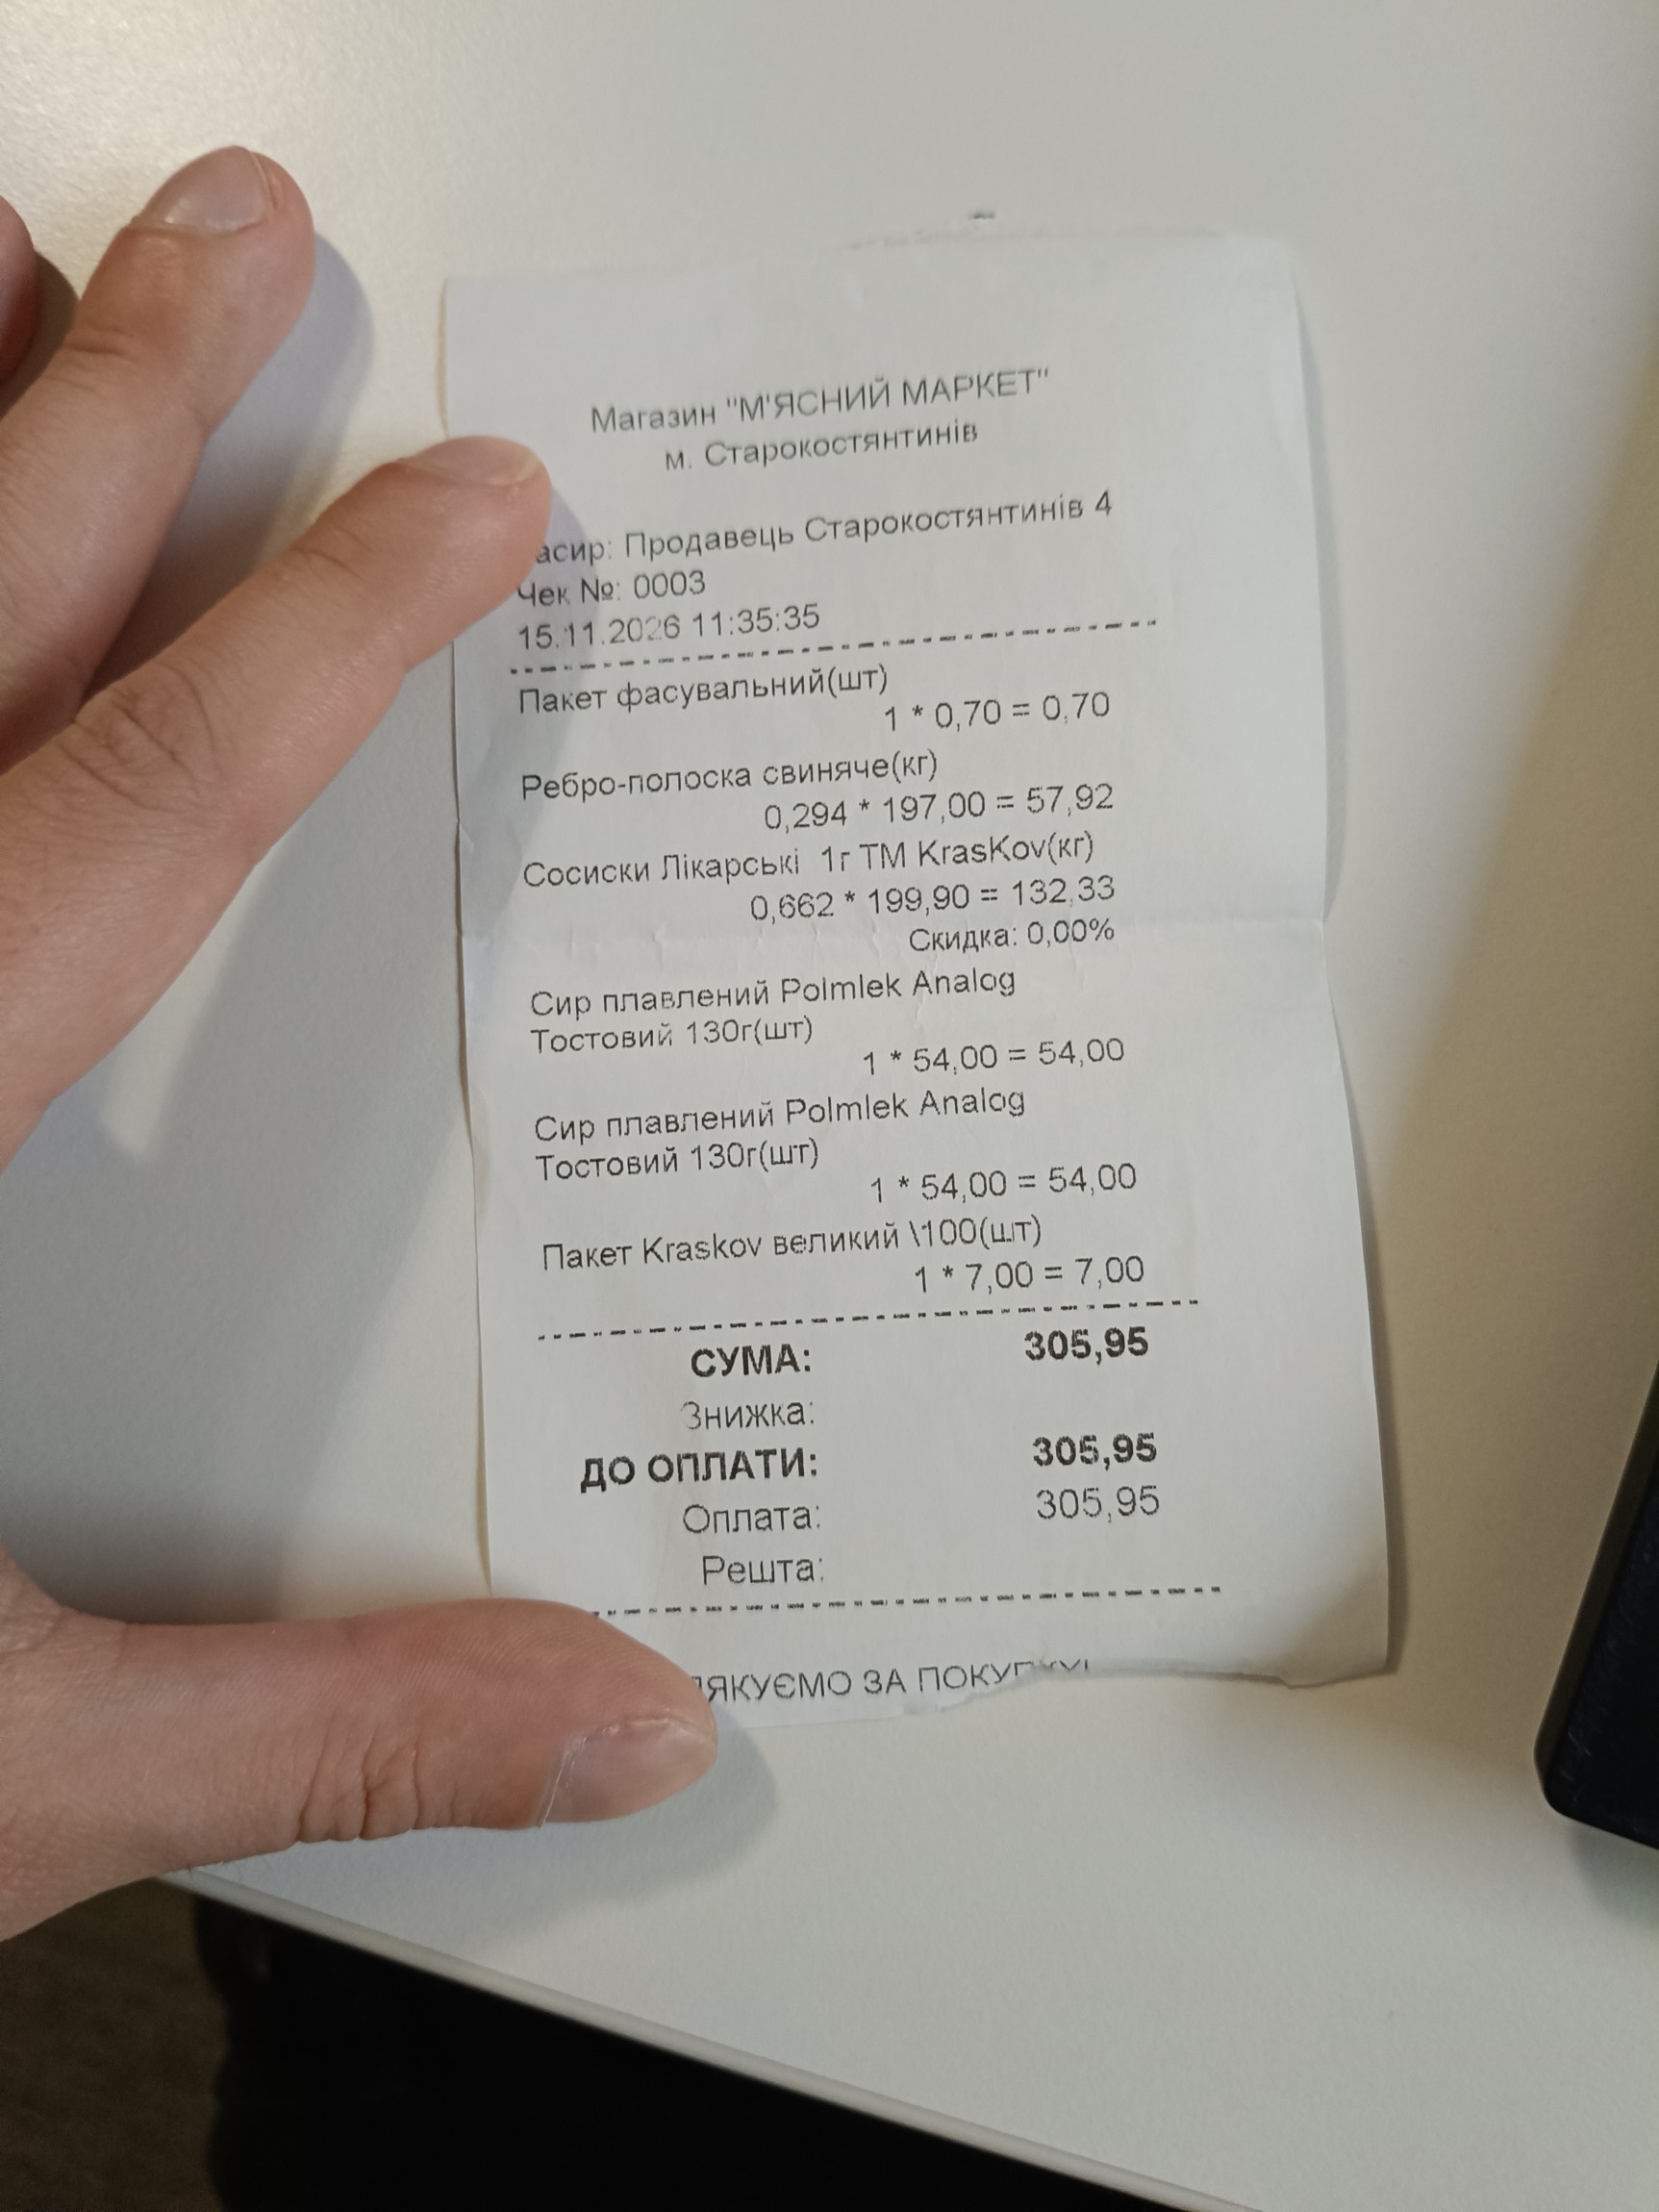 Магазин "М'ЯСНИЙ МАРКЕТ"
м. Старокостянтинів
асир: Продавець Старокостянтинів 4
Чек №: 0003
15.11.2026 11:35:35
Пакет фасувальний(шт)
1 * 0,70 = 0,70
Ребро-полоска свиняче(кг)
0,294 * 197,00 = 57,92
Сосиски Лікарські 1г ТМ KrasKov(кг)
0,662 * 199,90 = 132,33
Скидка: 0,00%
Сир плавлений Polmlek Analog
Тостовий 130г(шт)
1 * 54,00 = 54,00
Сир плавлений Polmlek Analog
Тостовий 130г(шт)
1 * 54,00 = 54,00
Пакет Kraskov великий \100(шт)
1 * 7,00 = 7,00
СУМА: 305,95
Знижка:
ДО ОПЛАТИ: 305,95
Оплата: 305,95
Решта:
ЯКУЄМО ЗА ПОКУПКУ!